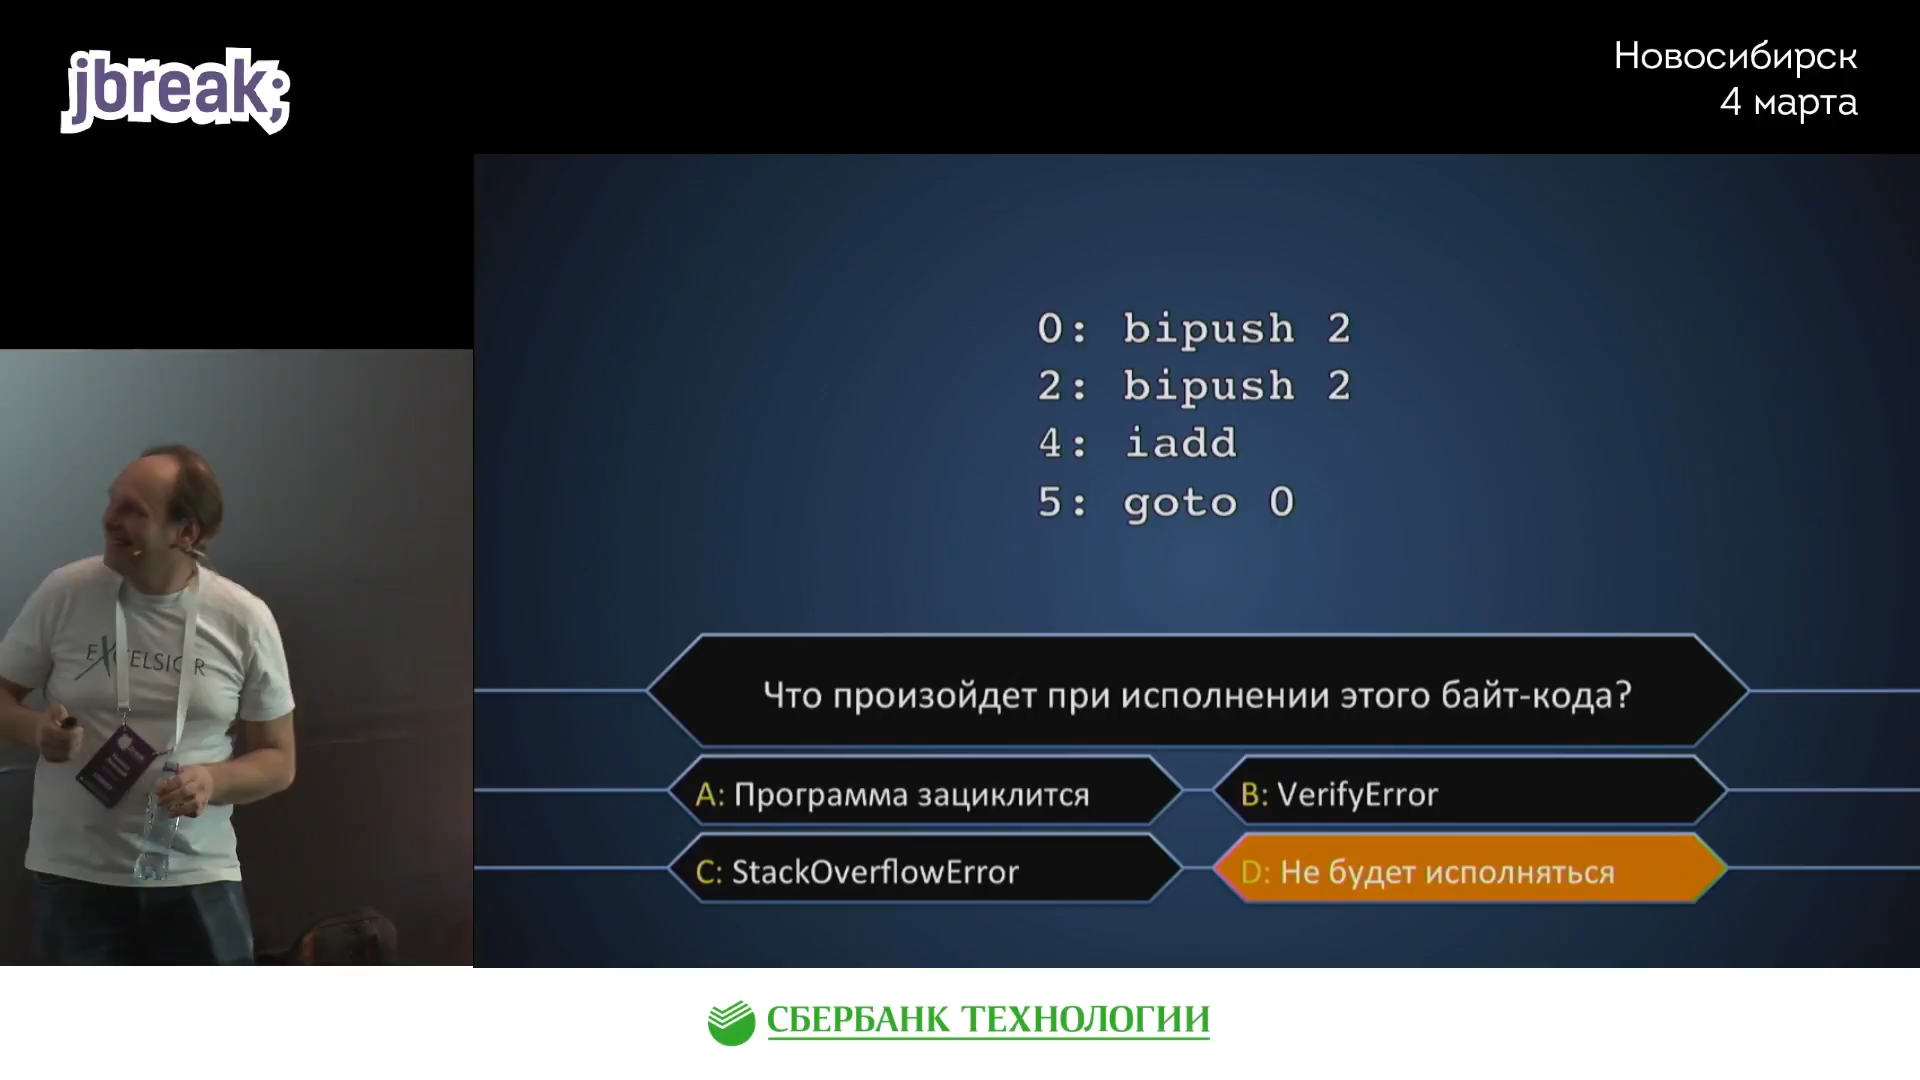 jbreak;
Новосибирск
4 марта
0: bipush 2
2: bipush 2
4: iadd
5: goto 0
Что произойдет при исполнении этого байт-кода?
A: Программа зациклится
B: VerifyError
C: StackOverflowError
D: Не будет исполняться
EXCELSIOR
СБЕРБАНК ТЕХНОЛОГИИ